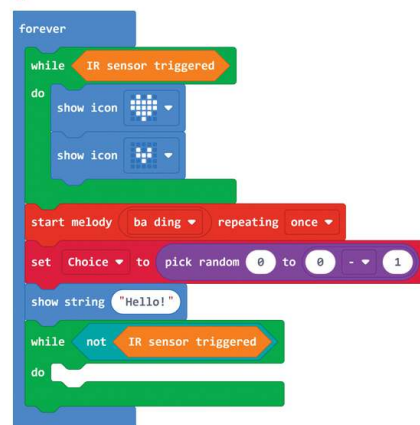 forever
while IR sensor triggered
do
show icon
show icon
start melody ba ding repeating once
set Choice to pick random 0 to 0 - 1
show string "Hello!"
while not IR sensor triggered
do